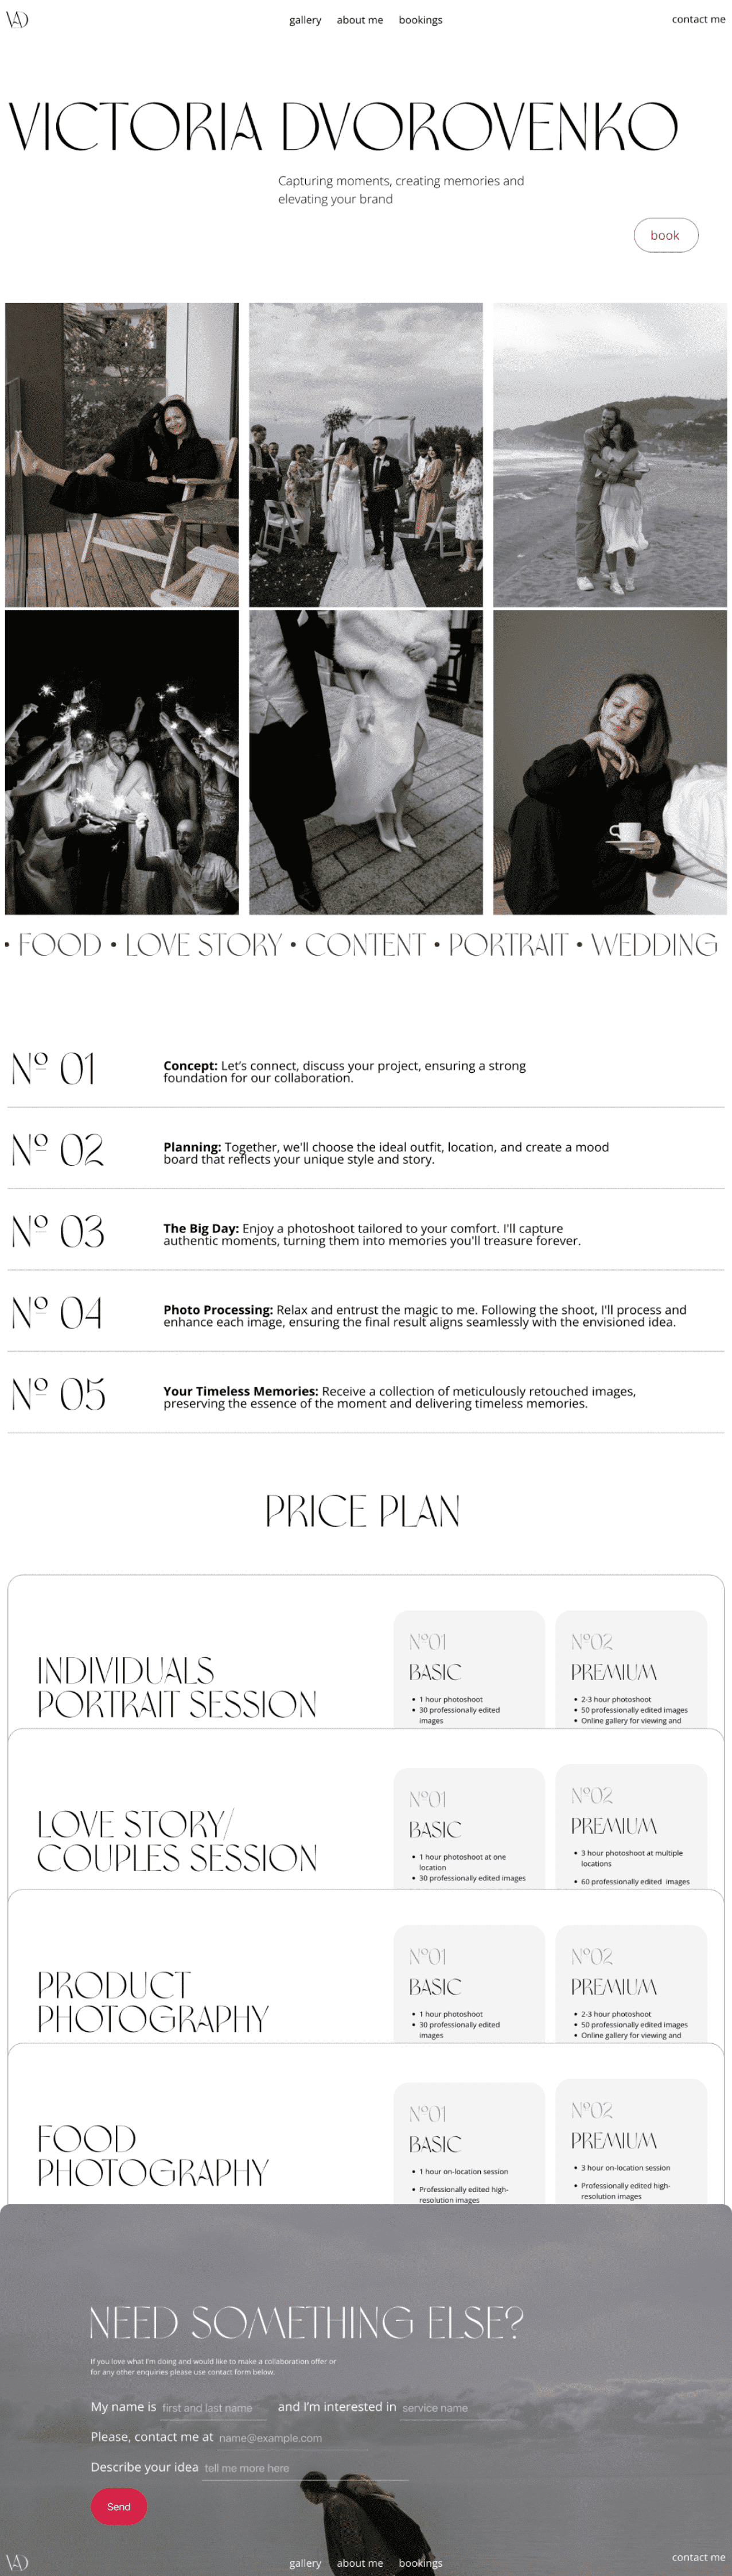 VAD
gallery about me bookings
contact me
VICTORIA DVOROVENKO
Capturing moments, creating memories and
elevating your brand
book
• FOOD • LOVE STORY • CONTENT • PORTRAIT • WEDDING
Nº 01
Concept: Let's connect, discuss your project, ensuring a strong
foundation for our collaboration.
Nº 02
Planning: Together, we'll choose the ideal outfit, location, and create a mood
board that reflects your unique style and story.
Nº 03
The Big Day: Enjoy a photoshoot tailored to your comfort. I'll capture
authentic moments, turning them into memories you'll treasure forever.
Nº 04
Photo Processing: Relax and entrust the magic to me. Following the shoot, I'll process and
enhance each image, ensuring the final result aligns seamlessly with the envisioned idea.
Nº 05
Your Timeless Memories: Receive a collection of meticulously retouched images,
preserving the essence of the moment and delivering timeless memories.
PRICE PLAN
INDIVIDUALS
PORTRAIT SESSION
Nº01
BASIC
• 1 hour photoshoot
• 30 professionally edited
images
Nº02
PREMIUM
• 2-3 hour photoshoot
• 50 professionally edited images
• Online gallery for viewing and
LOVE STORY/
COUPLES SESSION
Nº01
BASIC
• 1 hour photoshoot at one
location
• 30 professionally edited images
Nº02
PREMIUM
• 3 hour photoshoot at multiple
locations
• 60 professionally edited images
PRODUCT
PHOTOGRAPHY
Nº01
BASIC
• 1 hour photoshoot
• 30 professionally edited
images
Nº02
PREMIUM
• 2-3 hour photoshoot
• 50 professionally edited images
• Online gallery for viewing and
FOOD
PHOTOGRAPHY
Nº01
BASIC
• 1 hour on-location session
• Professionally edited high-
resolution images
Nº02
PREMIUM
• 3 hour on-location session
• Professionally edited high-
resolution images
NEED SOMETHING ELSE?
If you love what I'm doing and would like to make a collaboration offer or
for any other enquiries please use contact form below.
My name is first and last name and I'm interested in service name
Please, contact me at name@example.com
Describe your idea tell me more here
Send
VAD
gallery about me bookings
contact me